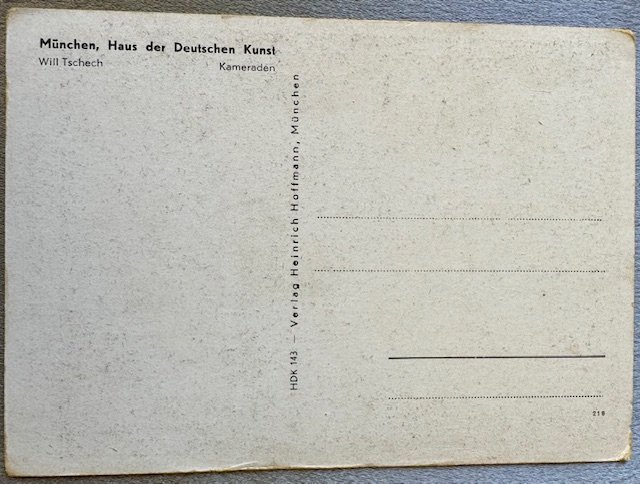 München, Haus der Deutschen Kunst
Will Tschech Kameraden
HDK 143 — Verlag Heinrich Hoffmann, München
219